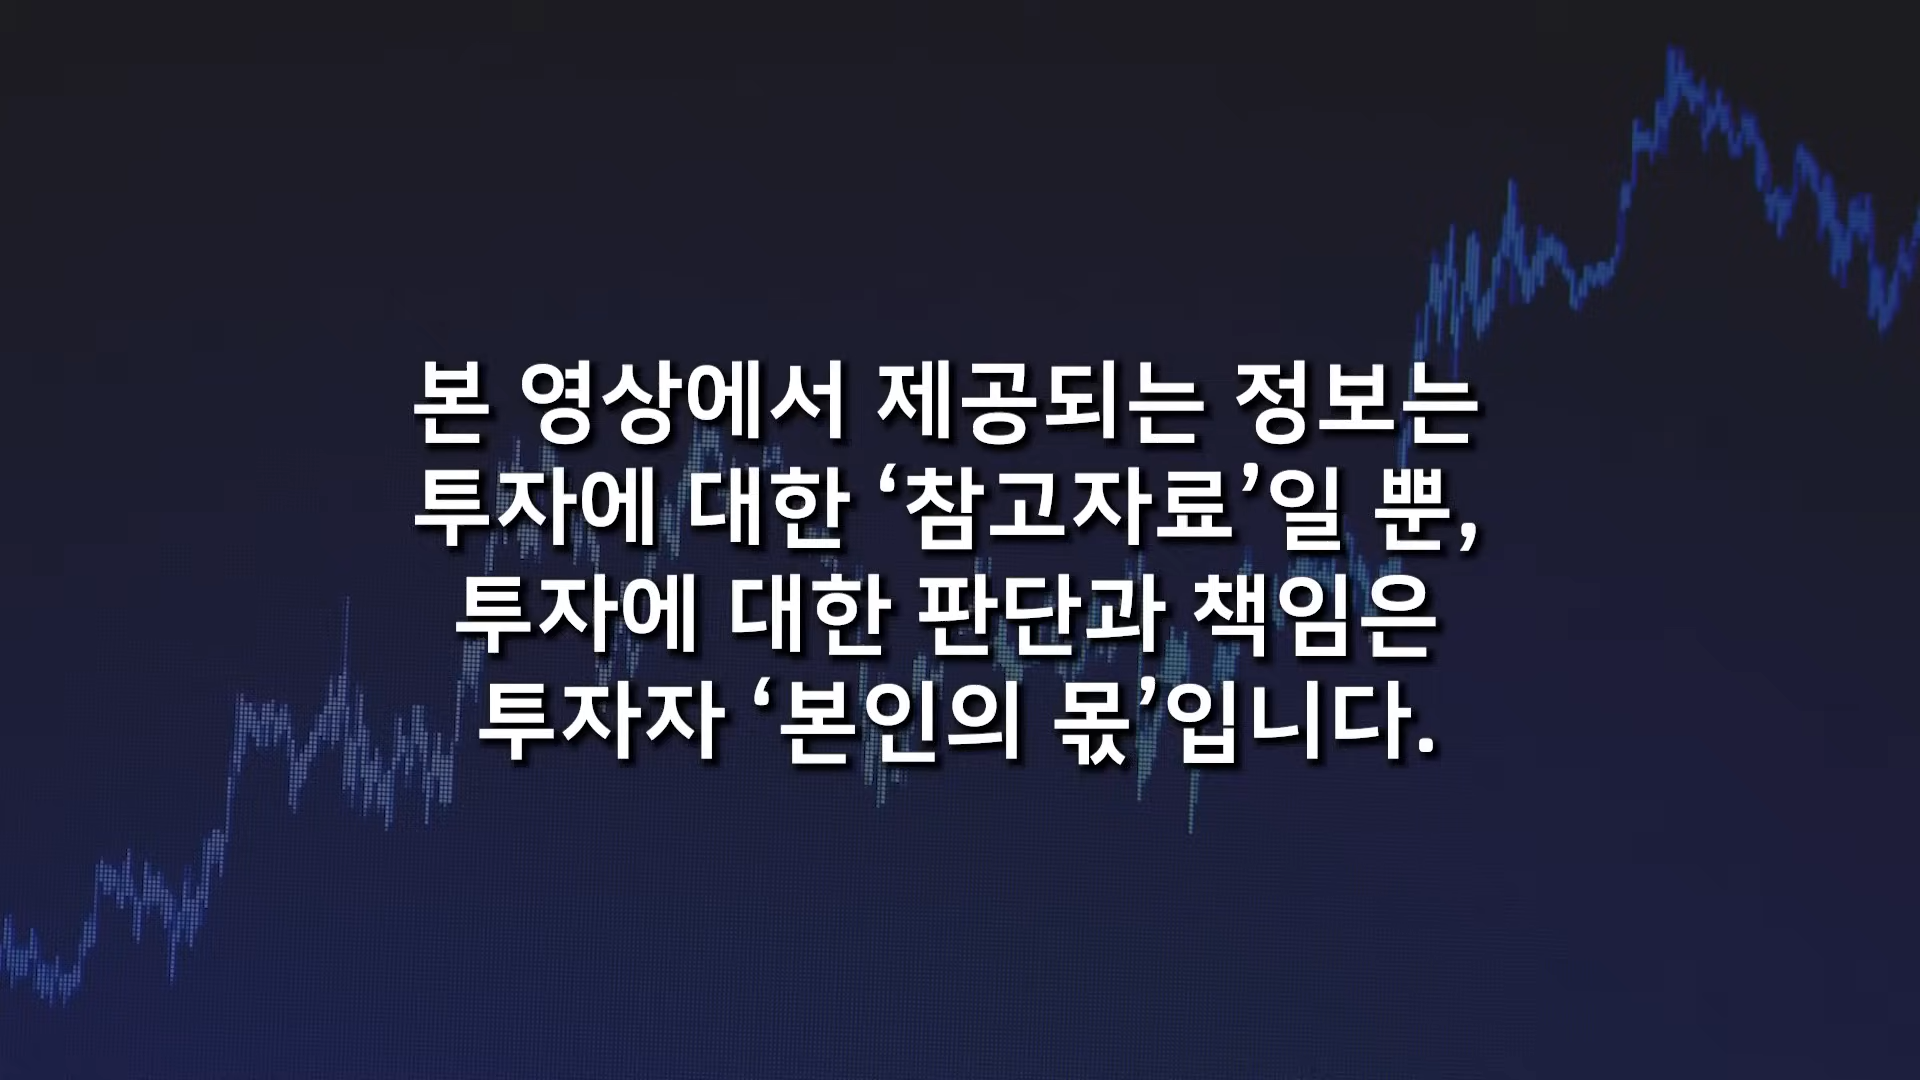 본 영상에서 제공되는 정보는
투자에 대한 ‘참고자료’일 뿐,
투자에 대한 판단과 책임은
투자자 ‘본인의 몫’입니다.